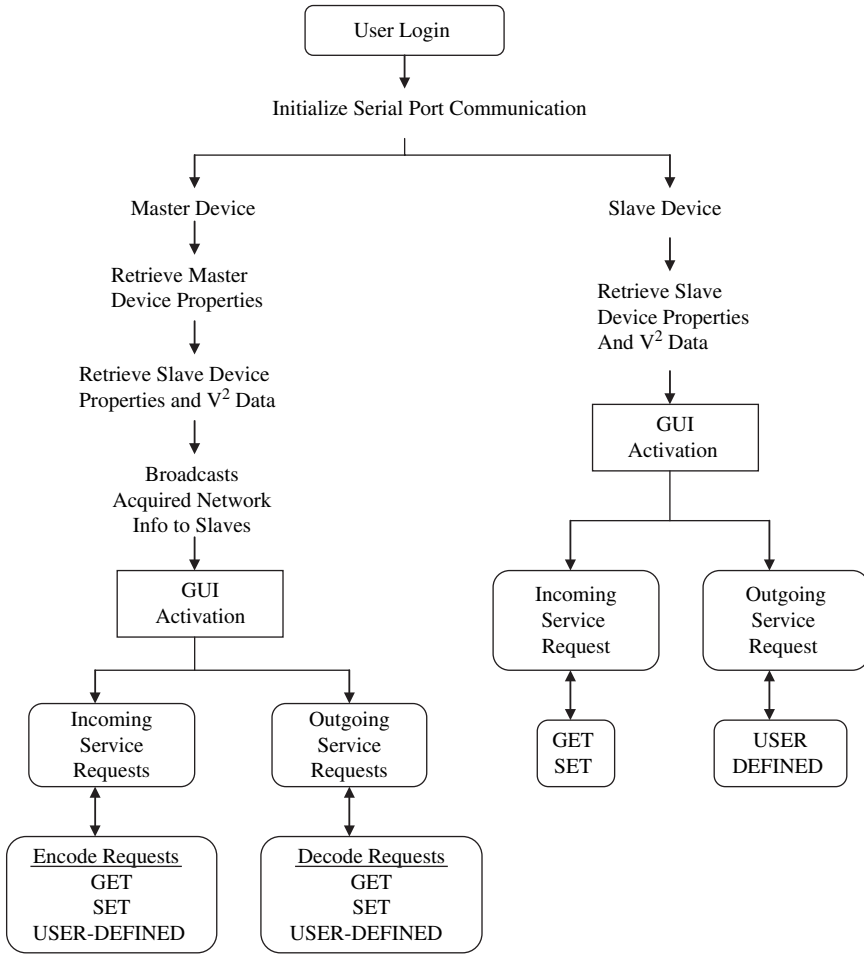 User Login
Initialize Serial Port Communication
Master Device
Retrieve Master
Device Properties
Retrieve Slave Device
Properties and V² Data
Broadcasts
Acquired Network
Info to Slaves
GUI
Activation
Incoming
Service
Requests
Outgoing
Service
Requests
Encode Requests
GET
SET
USER-DEFINED
Decode Requests
GET
SET
USER-DEFINED
Slave Device
Retrieve Slave
Device Properties
And V² Data
GUI
Activation
Incoming
Service
Request
Outgoing
Service
Request
GET
SET
USER
DEFINED